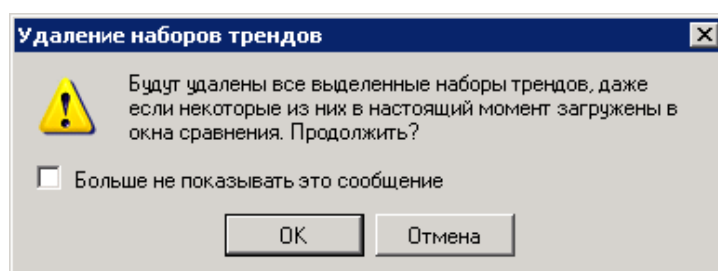 Удаление наборов трендов
Будут удалены все выделенные наборы трендов, даже
если некоторые из них в настоящий момент загружены в
окна сравнения. Продолжить?
Больше не показывать это сообщение
OK
Отмена